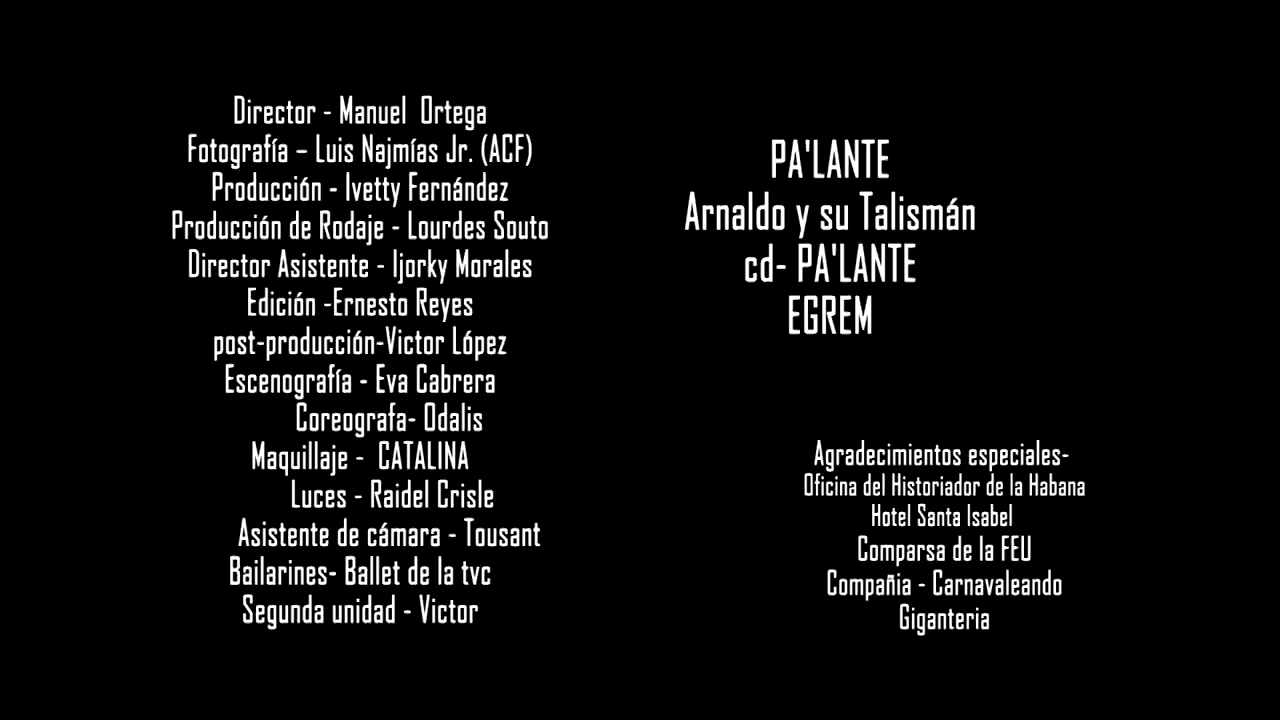 Director - Manuel  Ortega
Fotografía – Luis Najmías Jr. (ACF)
Producción - Ivetty Fernández
Producción de Rodaje - Lourdes Souto
Director Asistente - Ijorky Morales
Edición -Ernesto Reyes
post-producción-Victor López
Escenografía - Eva Cabrera
Coreografa- Odalis
Maquillaje -  CATALINA
Luces - Raidel Crisle
Asistente de cámara - Tousant
Bailarines- Ballet de la tvc
Segunda unidad - Victor
PA'LANTE
Arnaldo y su Talismán
cd- PA'LANTE
EGREM
Agradecimientos especiales-
Oficina del Historiador de la Habana
Hotel Santa Isabel
Comparsa de la FEU
Compañia - Carnavaleando
Giganteria